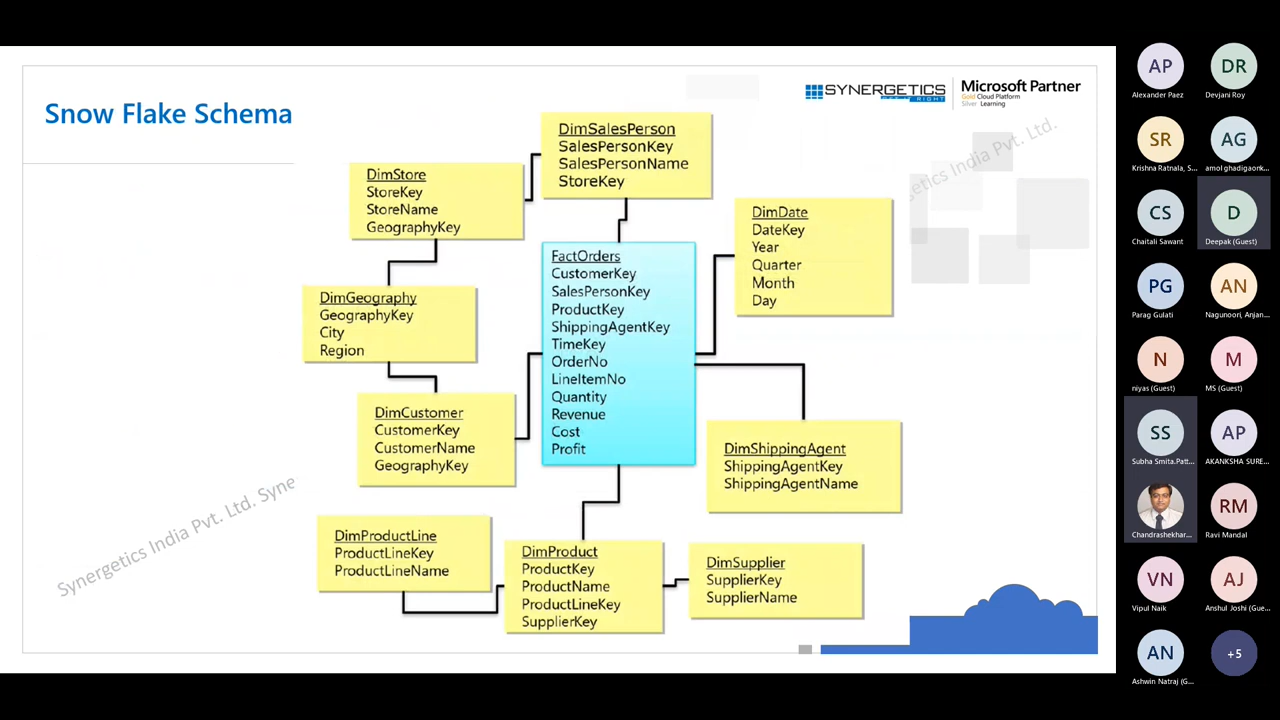 Snow Flake Schema
SYNERGETICS
Microsoft Partner
Gold Cloud Platform
Silver Learning
DimSalesPerson
SalesPersonKey
SalesPersonName
StoreKey
DimStore
StoreKey
StoreName
GeographyKey
DimDate
DateKey
Year
Quarter
Month
Day
FactOrders
CustomerKey
SalesPersonKey
ProductKey
ShippingAgentKey
TimeKey
OrderNo
LineItemNo
Quantity
Revenue
Cost
Profit
DimGeography
GeographyKey
City
Region
DimCustomer
CustomerKey
CustomerName
GeographyKey
DimShippingAgent
ShippingAgentKey
ShippingAgentName
DimProductLine
ProductLineKey
ProductLineName
DimProduct
ProductKey
ProductName
ProductLineKey
SupplierKey
DimSupplier
SupplierKey
SupplierName
Synergetics India Pvt. Ltd. Syne
etics India Pvt. Ltd.
AP
Alexander Paez
DR
Devjani Roy
SR
Krishna Ratnala, S...
AG
amol ghadigaonk...
CS
Chaitali Sawant
D
Deepak (Guest)
PG
Parag Gulati
AN
Nagunoori, Anjan...
N
niyas (Guest)
M
MS (Guest)
SS
Subha Smita.Patt...
AP
AKANKSHA SURE...
Chandrashekhar...
RM
Ravi Mandal
VN
Vipul Naik
AJ
Anshul Joshi (Gue...
AN
Ashwin Natraj (G...
+5